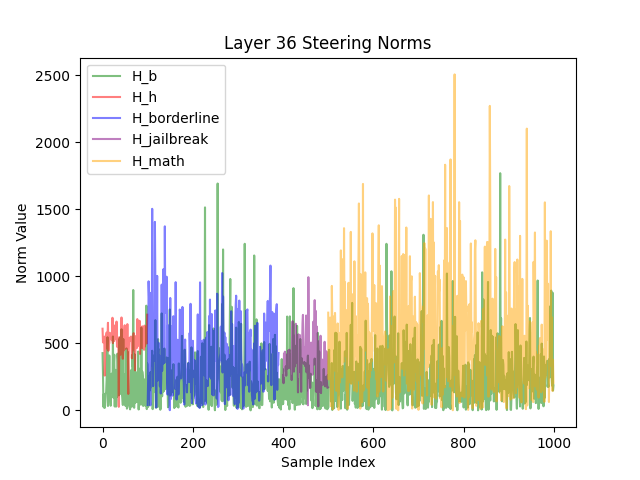 Layer 36 Steering Norms
H_b
H_h
H_borderline
H_jailbreak
H_math
Norm Value
2500
2000
1500
1000
500
0
0 200 400 600 800 1000
Sample Index